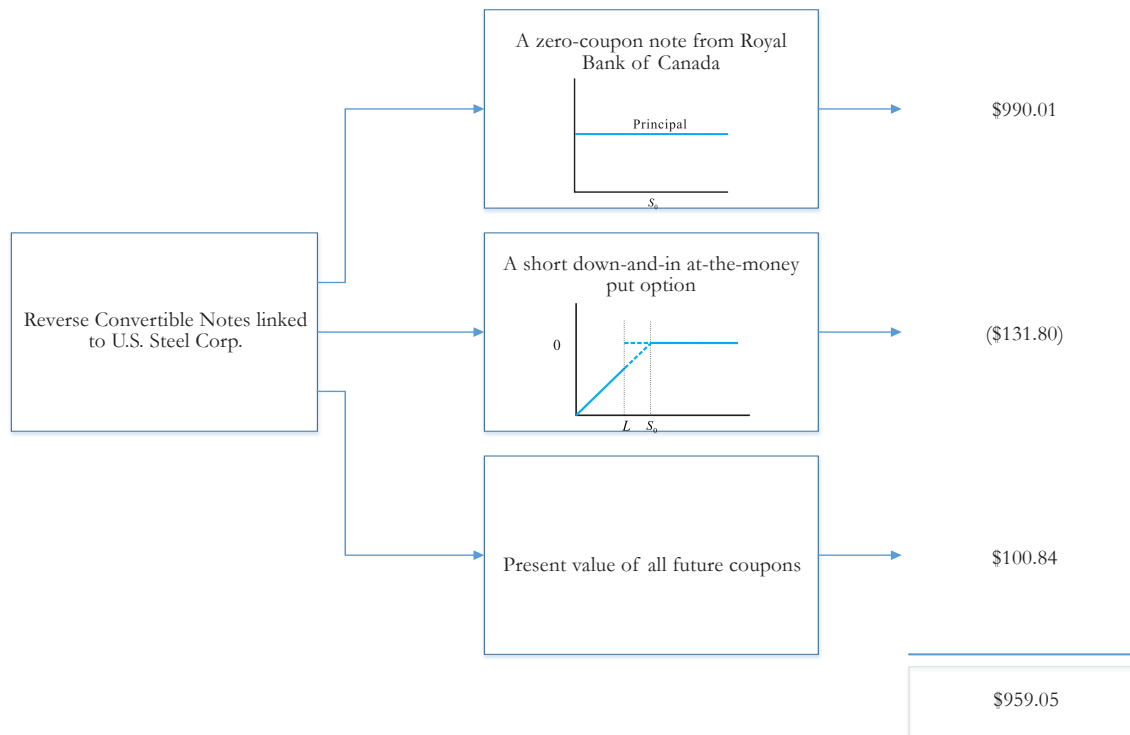 A zero-coupon note from Royal
Bank of Canada
Principal
S₀
$990.01
Reverse Convertible Notes linked
to U.S. Steel Corp.
A short down-and-in at-the-money
put option
0
L S₀
($131.80)
Present value of all future coupons
$100.84
$959.05